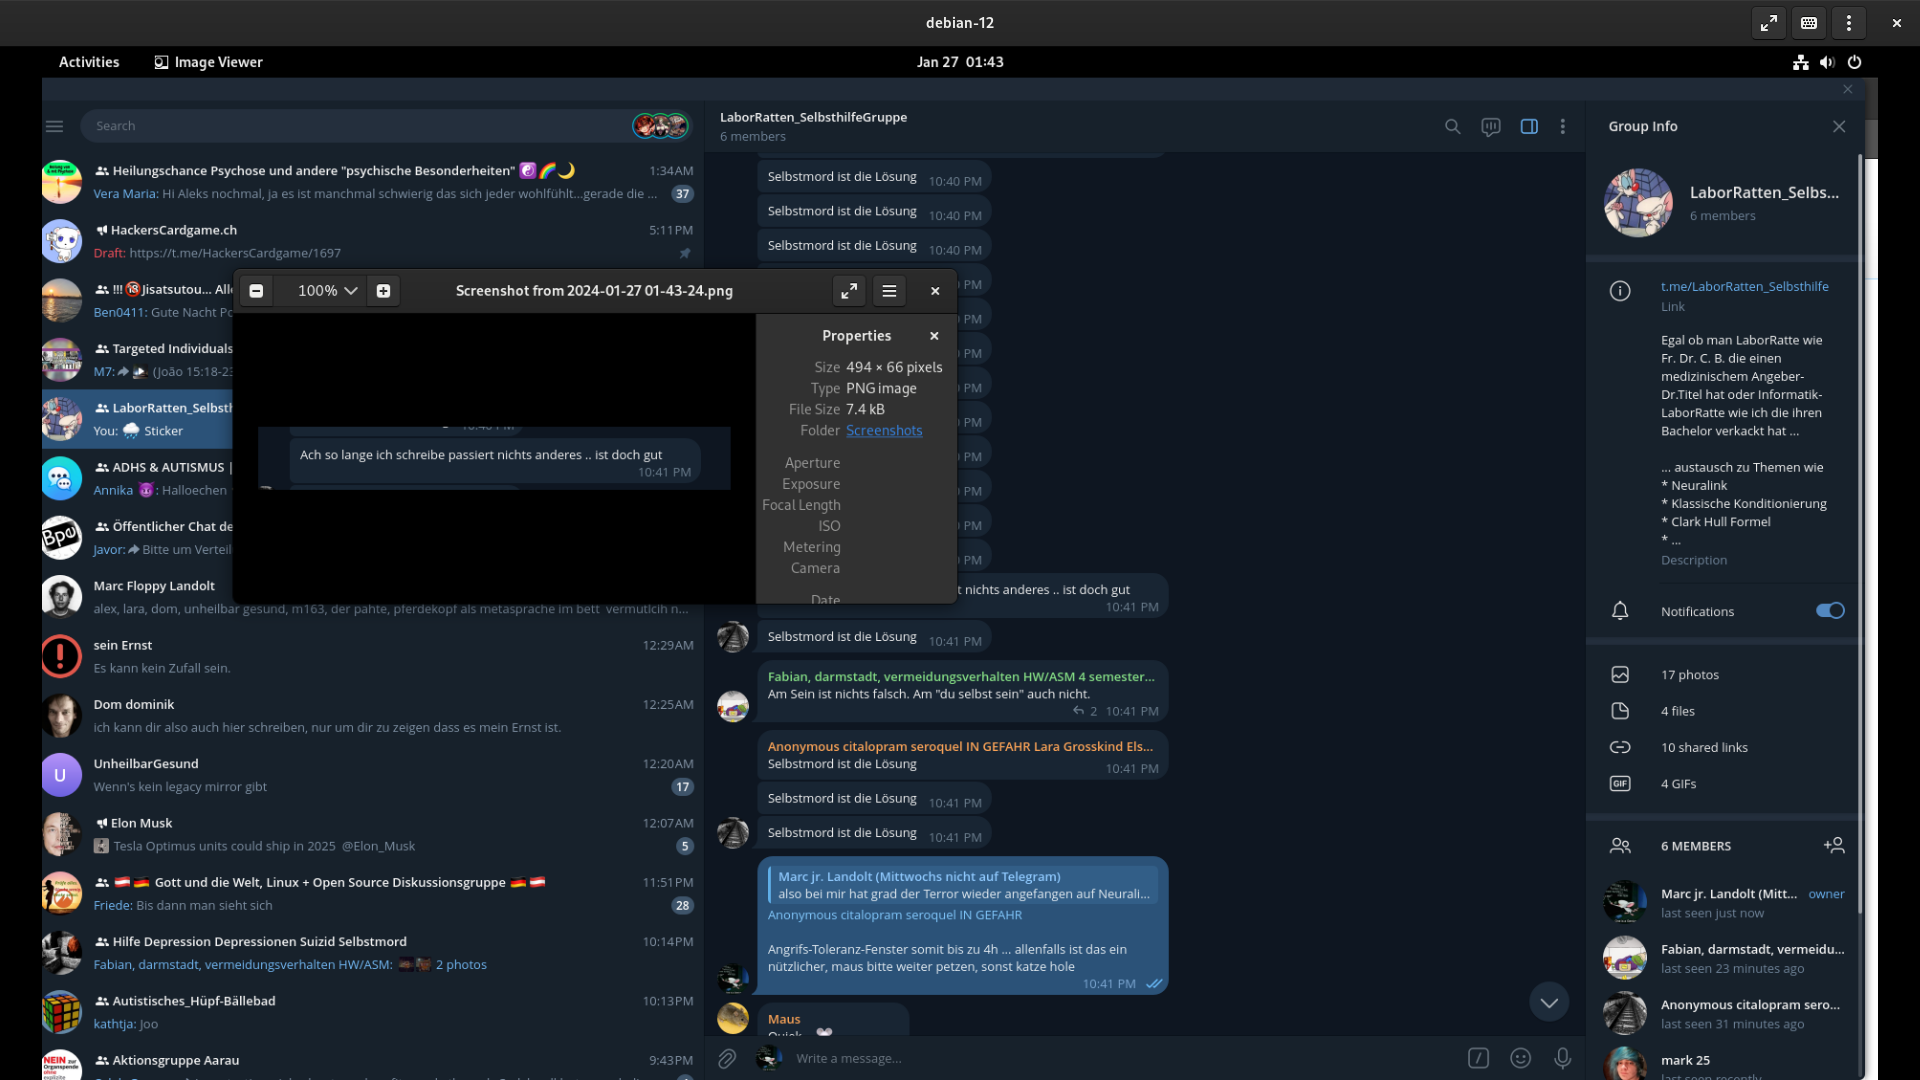 debian-12
Activities
Image Viewer
Jan 27 01:43
Search
Heilungschance Psychose und andere "psychische Besonderheiten"
1:34AM
Vera Maria: Hi Aleks nochmal, ja es ist manchmal schwierig das sich jeder wohlfühlt...gerade die ...
37
HackersCardgame.ch
5:11PM
Draft: https://t.me/HackersCardgame/1697
!!! Jisatsutou... All
Ben0411: Gute Nacht
Targeted Individuals
M7: (João 15:18-23
LaborRatten_Selbst
You: Sticker
ADHS & AUTISMUS |
Annika : Halloechen
Öffentlicher Chat de
Javor: Bitte um Verteil
Marc Floppy Landolt
alex, lara, dom, unheilbar gesund, m163, der pahte, pferdekopf als metasprache im bett vermutlcih n...
sein Ernst
12:29AM
Es kann kein Zufall sein.
Dom dominik
12:25AM
ich kann dir also auch hier schreiben, nur um dir zu zeigen dass es mein Ernst ist.
U
UnheilbarGesund
12:20AM
Wenn's kein legacy mirror gibt
17
Elon Musk
12:07AM
Tesla Optimus units could ship in 2025 @Elon_Musk
5
Gott und die Welt, Linux + Open Source Diskussionsgruppe
11:51PM
Friede: Bis dann man sieht sich
28
Hilfe Depression Depressionen Suizid Selbstmord
10:14PM
Fabian, darmstadt, vermeidungsverhalten HW/ASM: 2 photos
Autistisches_Hüpf-Bällebad
10:13PM
kathtja: Joo
Aktionsgruppe Aarau
9:43PM
100%
Screenshot from 2024-01-27 01-43-24.png
Ach so lange ich schreibe passiert nichts anderes .. ist doch gut
10:41 PM
Properties
Size 494 × 66 pixels
Type PNG image
File Size 7.4 kB
Folder Screenshots
Aperture
Exposure
Focal Length
ISO
Metering
Camera
Date
LaborRatten_SelbsthilfeGruppe
6 members
Selbstmord ist die Lösung 10:40 PM
Selbstmord ist die Lösung 10:40 PM
Selbstmord ist die Lösung 10:40 PM
PM
PM
PM
PM
PM
PM
PM
PM
PM
t nichts anderes .. ist doch gut
10:41 PM
Selbstmord ist die Lösung 10:41 PM
Fabian, darmstadt, vermeidungsverhalten HW/ASM 4 semester...
Am Sein ist nichts falsch. Am "du selbst sein" auch nicht.
2 10:41 PM
Anonymous citalopram seroquel IN GEFAHR Lara Grosskind Els...
Selbstmord ist die Lösung 10:41 PM
Selbstmord ist die Lösung 10:41 PM
Selbstmord ist die Lösung 10:41 PM
Marc jr. Landolt (Mittwochs nicht auf Telegram)
also bei mir hat grad der Terror wieder angefangen auf Neurali...
Anonymous citalopram seroquel IN GEFAHR
Angrifs-Toleranz-Fenster somit bis zu 4h ... allenfalls ist das ein
nützlicher, maus bitte weiter petzen, sonst katze hole
10:41 PM
Maus
Quick
Write a message...
Group Info
LaborRatten_Selbs...
6 members
t.me/LaborRatten_Selbsthilfe
Link
Egal ob man LaborRatte wie
Fr. Dr. C. B. die einen
medizinischem Angeber-
Dr.Titel hat oder Informatik-
LaborRatte wie ich die ihren
Bachelor verkackt hat ...
... austausch zu Themen wie
* Neuralink
* Klassische Konditionierung
* Clark Hull Formel
* ...
Description
Notifications
17 photos
4 files
10 shared links
GIF
4 GIFs
6 MEMBERS
Marc jr. Landolt (Mitt... owner
last seen just now
Fabian, darmstadt, vermeidu...
last seen 23 minutes ago
Anonymous citalopram sero...
last seen 31 minutes ago
mark 25
last seen recently